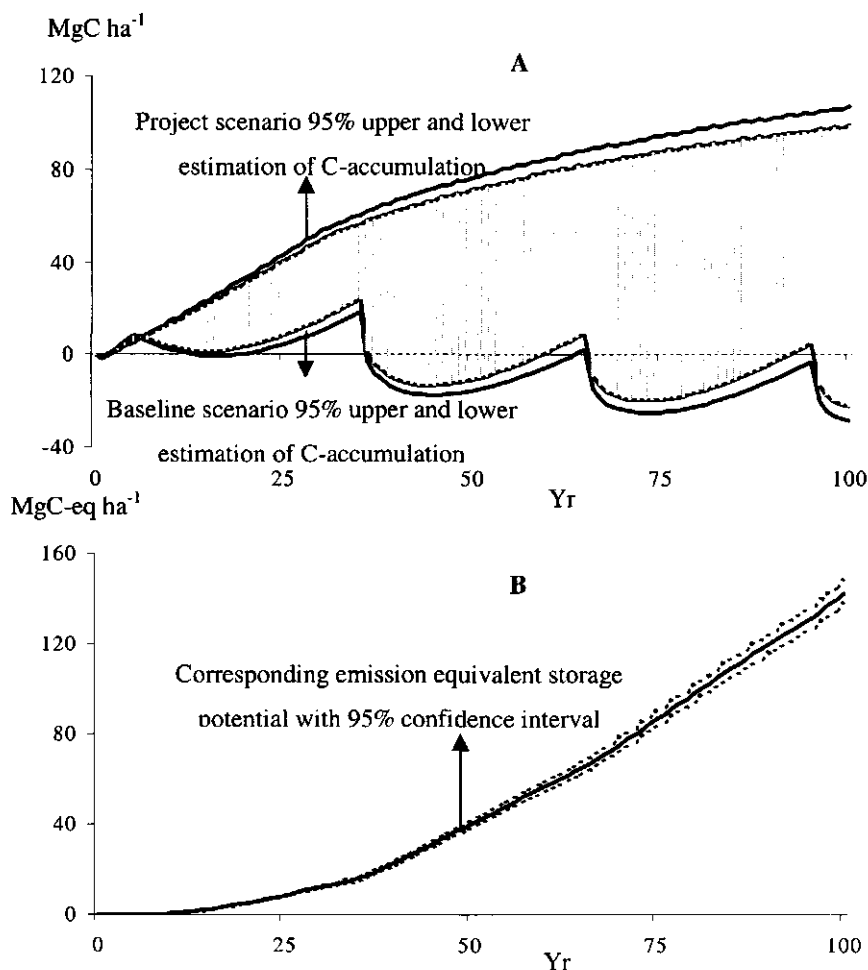 MgC ha⁻¹
A
120
Project scenario 95% upper and lower
estimation of C-accumulation
80
40
0
Baseline scenario 95% upper and lower
estimation of C-accumulation
-40
0 25 50 75 100
Yr
MgC-eq ha⁻¹
160
B
120
Corresponding emission equivalent storage
potential with 95% confidence interval
80
40
0
0 25 50 75 100
Yr